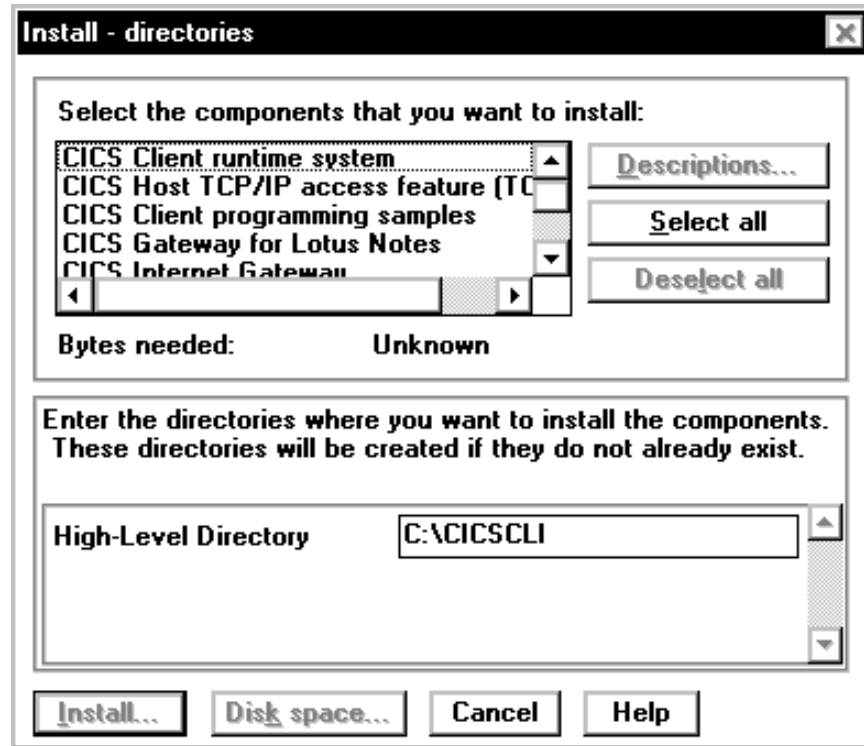 Install - directories
Select the components that you want to install:
CICS Client runtime system
CICS Host TCP/IP access feature (TC
CICS Client programming samples
CICS Gateway for Lotus Notes
CICS Internet Gateway
Descriptions...
Select all
Deselect all
Bytes needed: Unknown
Enter the directories where you want to install the components.
These directories will be created if they do not already exist.
High-Level Directory C:\CICSCLI
Install... Disk space... Cancel Help